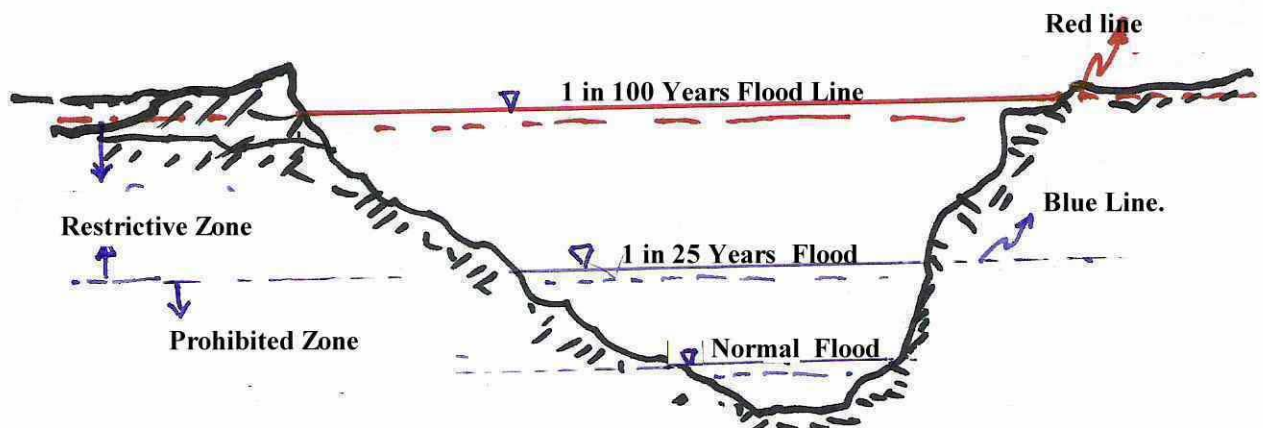 Red line
1 in 100 Years Flood Line
Restrictive Zone
Blue Line.
1 in 25 Years Flood
Prohibited Zone
Normal Flood